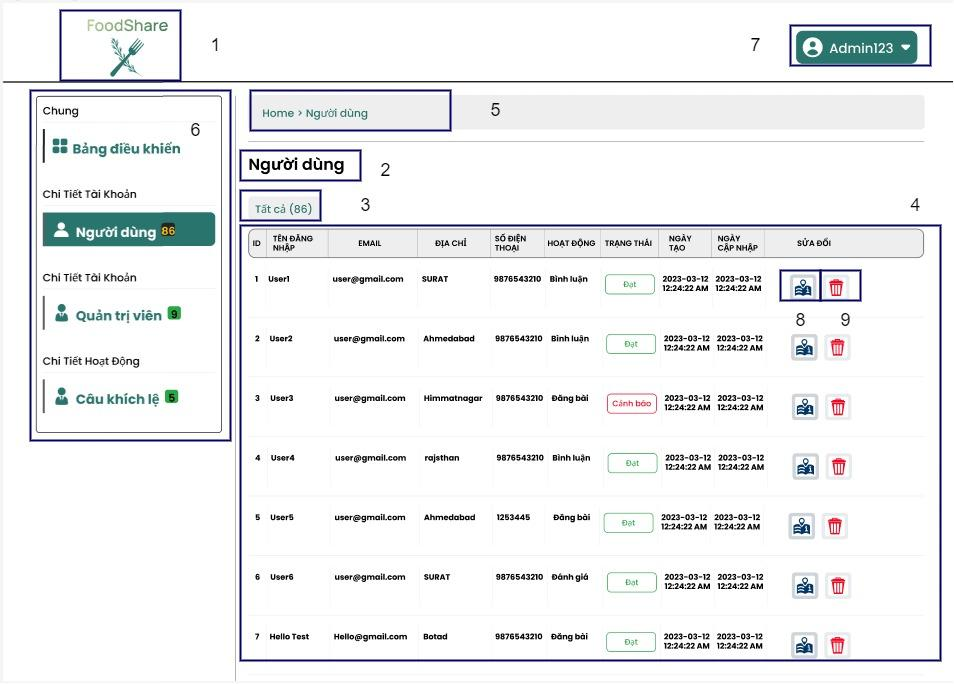 FoodShare
1
7
Admin123
Chung
6
Bảng điều khiển
Chi Tiết Tài Khoản
Người dùng 86
Chi Tiết Tài Khoản
Quản trị viên 9
Chi Tiết Hoạt Động
Câu khích lệ 5
Home > Người dùng
5
Người dùng
2
Tất cả (86)
3
4
ID TÊN ĐĂNG NHẬP EMAIL ĐỊA CHỈ SỐ ĐIỆN THOẠI HOẠT ĐỘNG TRẠNG THÁI NGÀY TẠO NGÀY CẬP NHẬP SỬA ĐỔI
1 User1 user@gmail.com SURAT 9876543210 Bình luận Đạt 2023-03-12 12:24:22 AM 2023-03-12 12:24:22 AM
8 9
2 User2 user@gmail.com Ahmedabad 9876543210 Bình luận Đạt 2023-03-12 12:24:22 AM 2023-03-12 12:24:22 AM
3 User3 user@gmail.com Himmatnagar 9876543210 Đăng bài Cảnh báo 2023-03-12 12:24:22 AM 2023-03-12 12:24:22 AM
4 User4 user@gmail.com rajsthan 9876543210 Bình luận Đạt 2023-03-12 12:24:22 AM 2023-03-12 12:24:22 AM
5 User5 user@gmail.com Ahmedabad 1253445 Đăng bài Đạt 2023-03-12 12:24:22 AM 2023-03-12 12:24:22 AM
6 User6 user@gmail.com SURAT 9876543210 Đánh giá Đạt 2023-03-12 12:24:22 AM 2023-03-12 12:24:22 AM
7 Hello Test Hello@gmail.com Botad 9876543210 Đăng bài Đạt 2023-03-12 12:24:22 AM 2023-03-12 12:24:22 AM